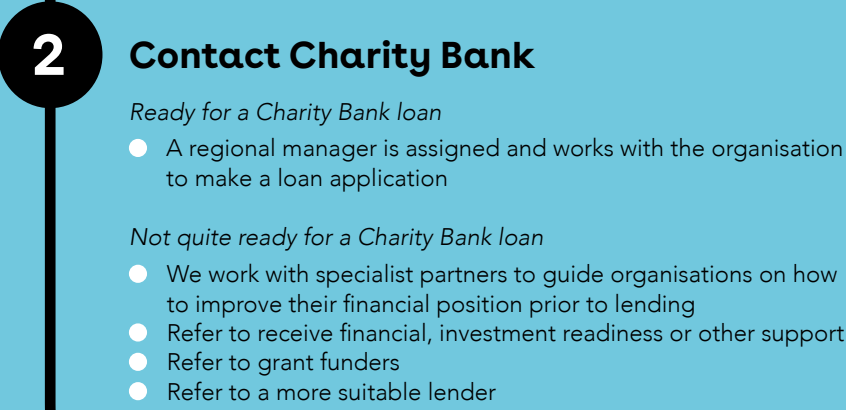 2
Contact Charity Bank
Ready for a Charity Bank loan
A regional manager is assigned and works with the organisation
to make a loan application
Not quite ready for a Charity Bank loan
We work with specialist partners to guide organisations on how
to improve their financial position prior to lending
Refer to receive financial, investment readiness or other support
Refer to grant funders
Refer to a more suitable lender